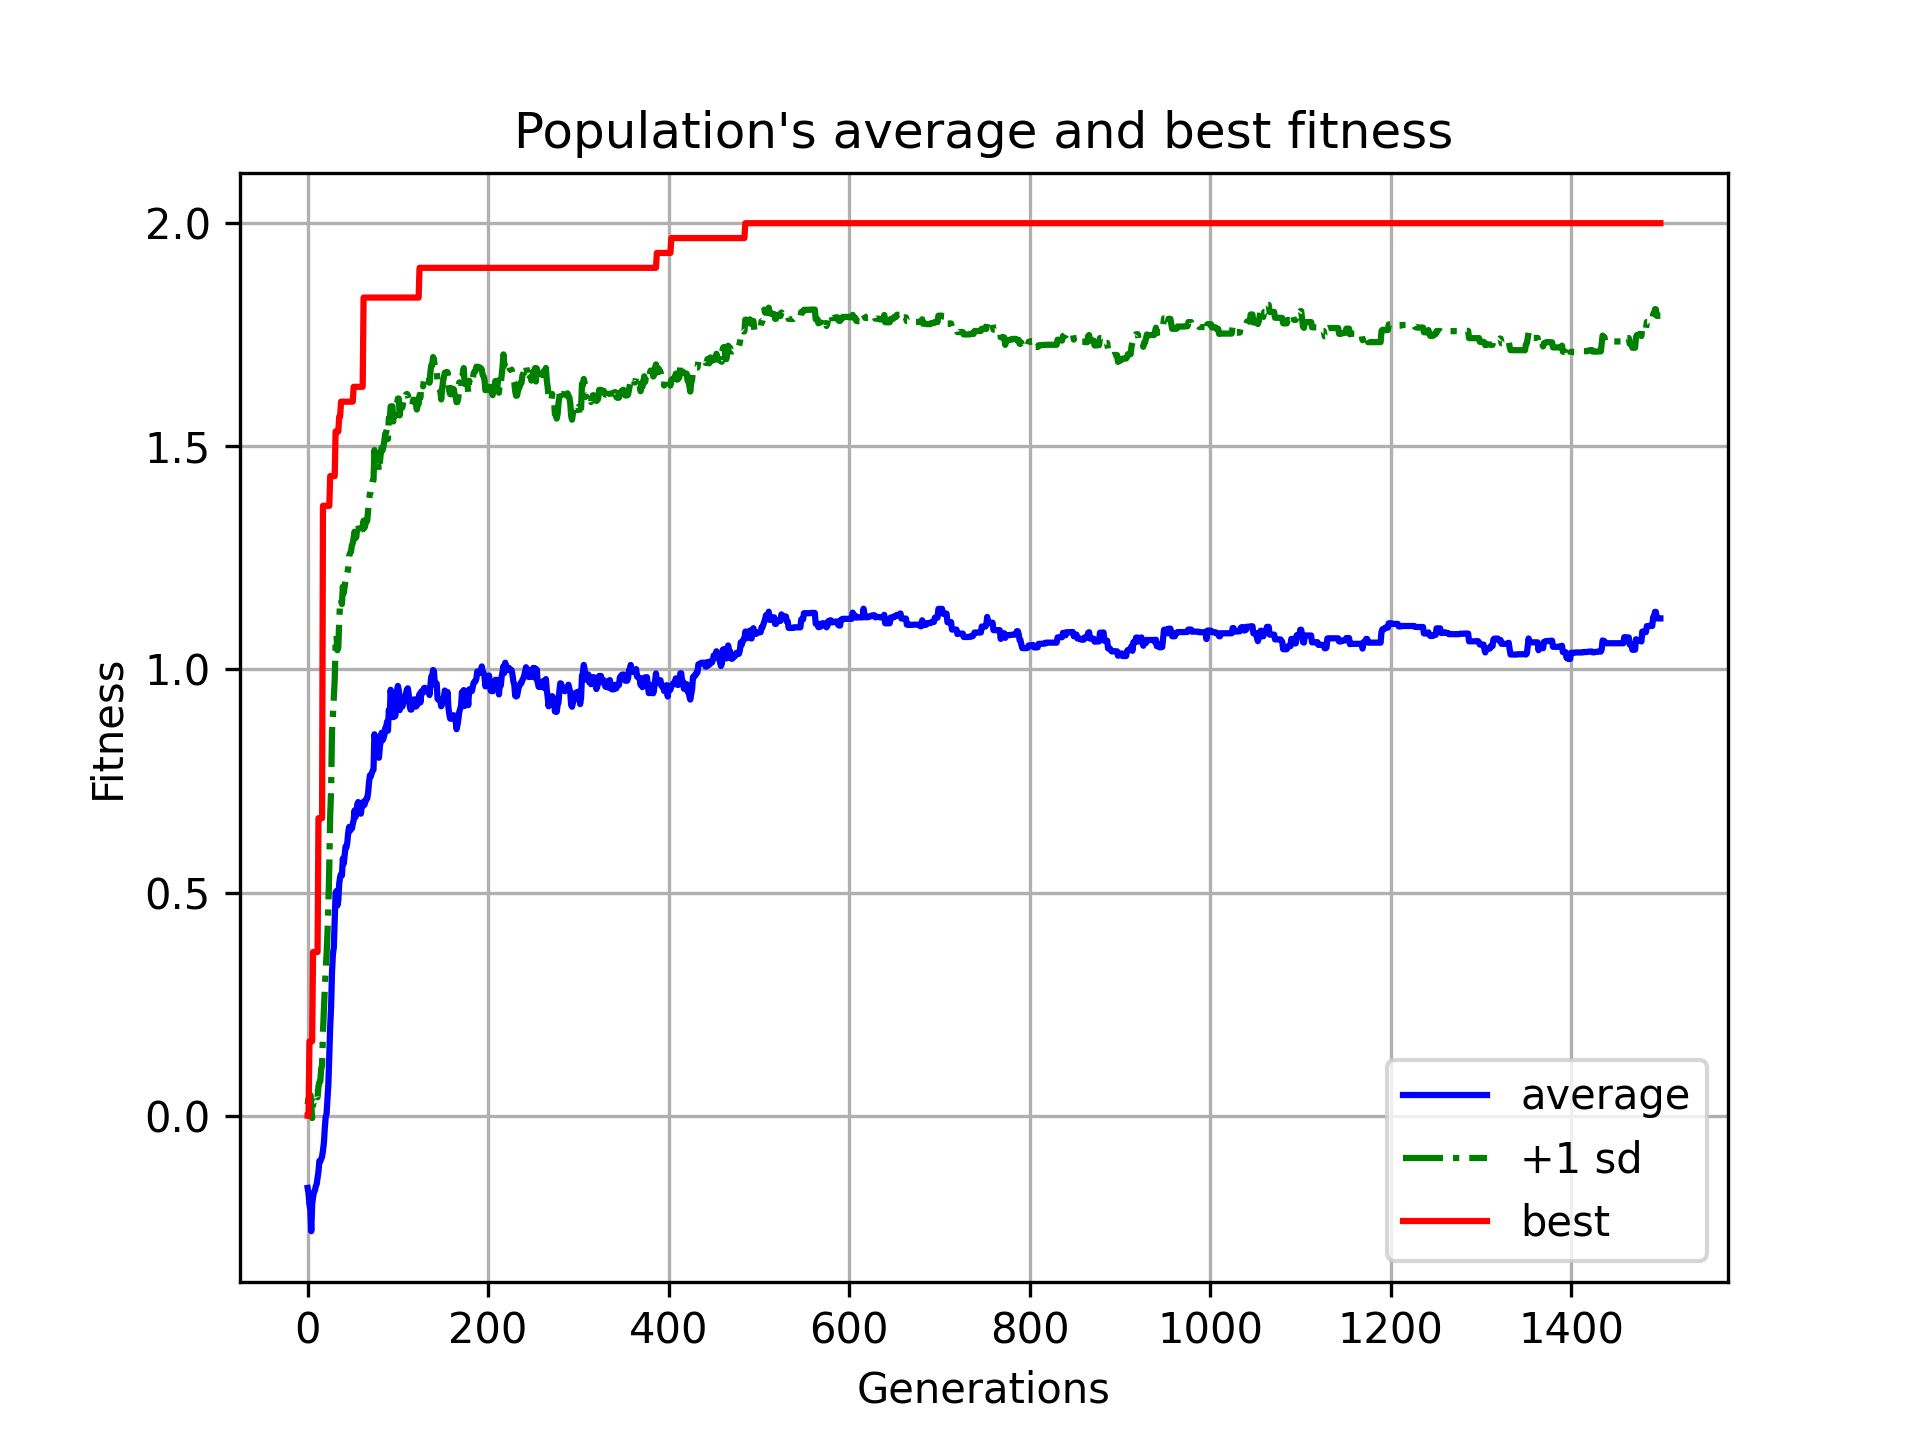 Population's average and best fitness
Fitness
2.0
1.5
1.0
0.5
0.0
0 200 400 600 800 1000 1200 1400
Generations
average
+1 sd
best